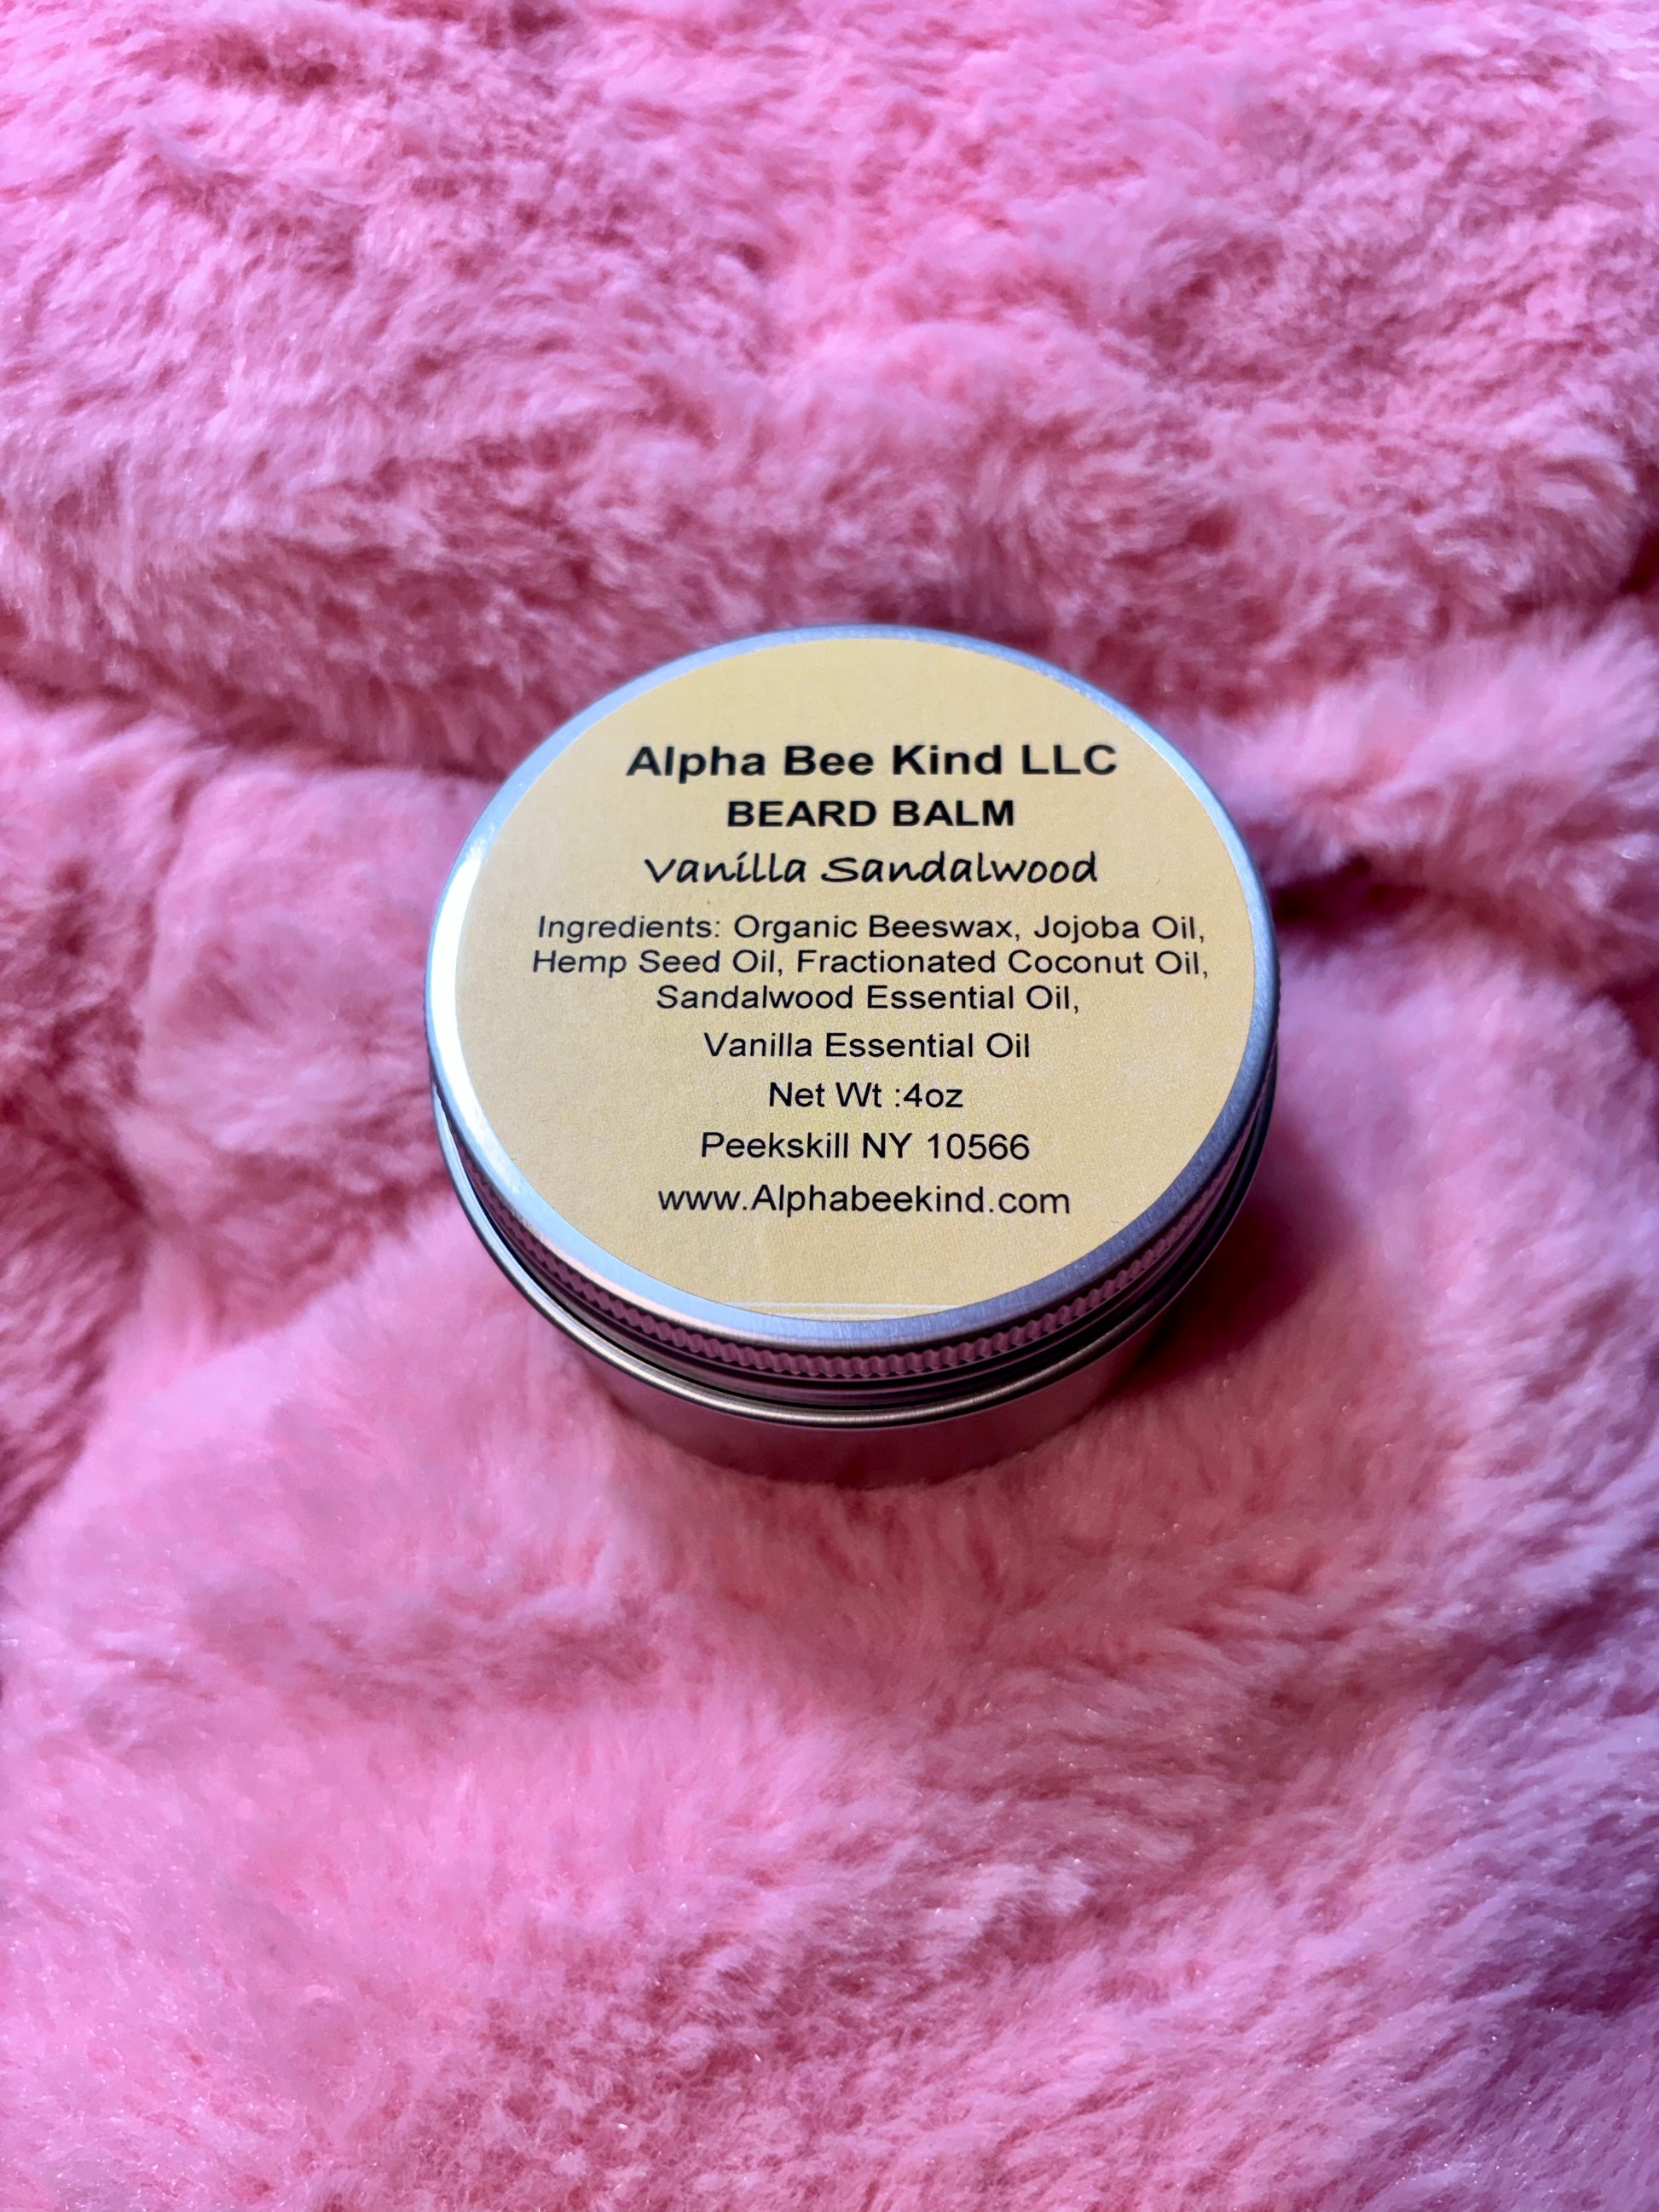 Alpha Bee Kind LLC
BEARD BALM
Vanilla Sandalwood
Ingredients: Organic Beeswax, Jojoba Oil,
Hemp Seed Oil, Fractionated Coconut Oil,
Sandalwood Essential Oil,
Vanilla Essential Oil
Net Wt :4oz
Peekskill NY 10566
www.Alphabeekind.com